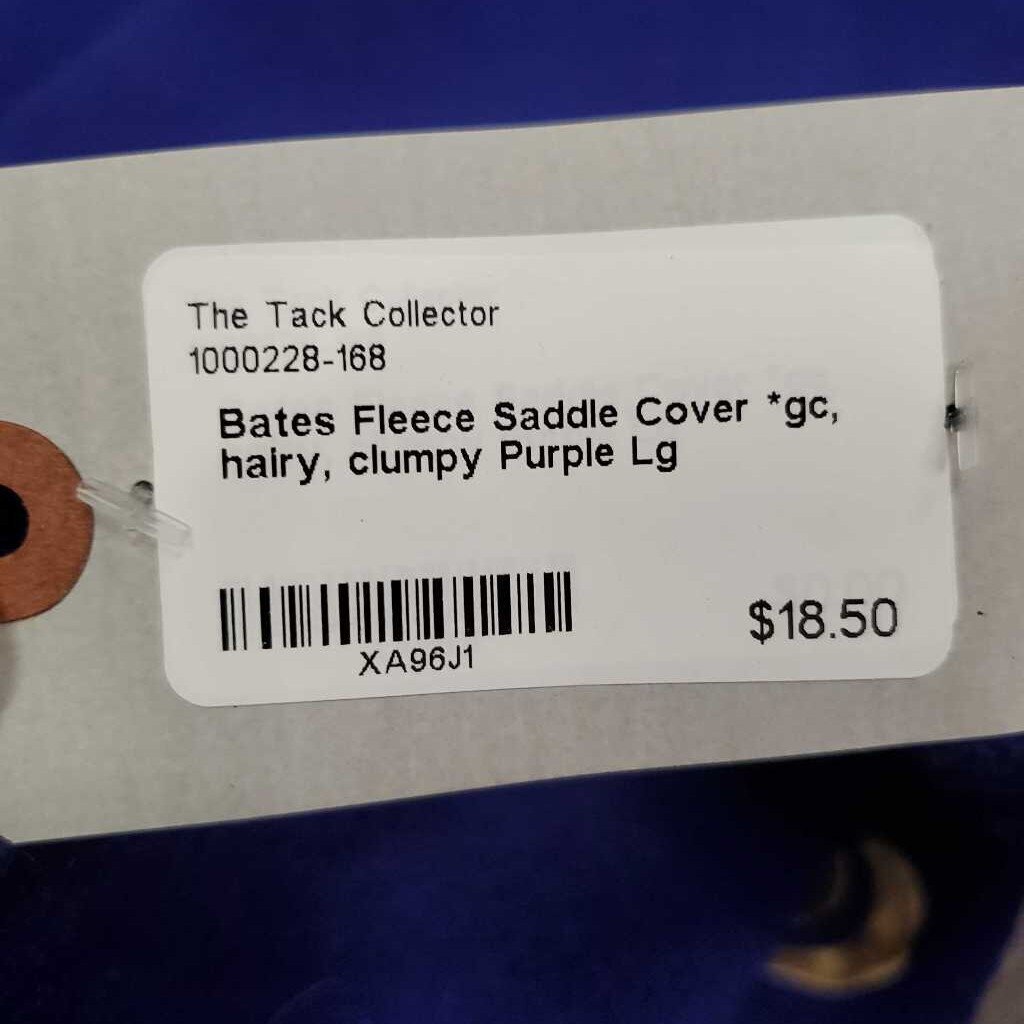 The Tack Collector
1000228-168
Bates Fleece Saddle Cover *gc,
hairy, clumpy Purple Lg
XA96J1
$18.50